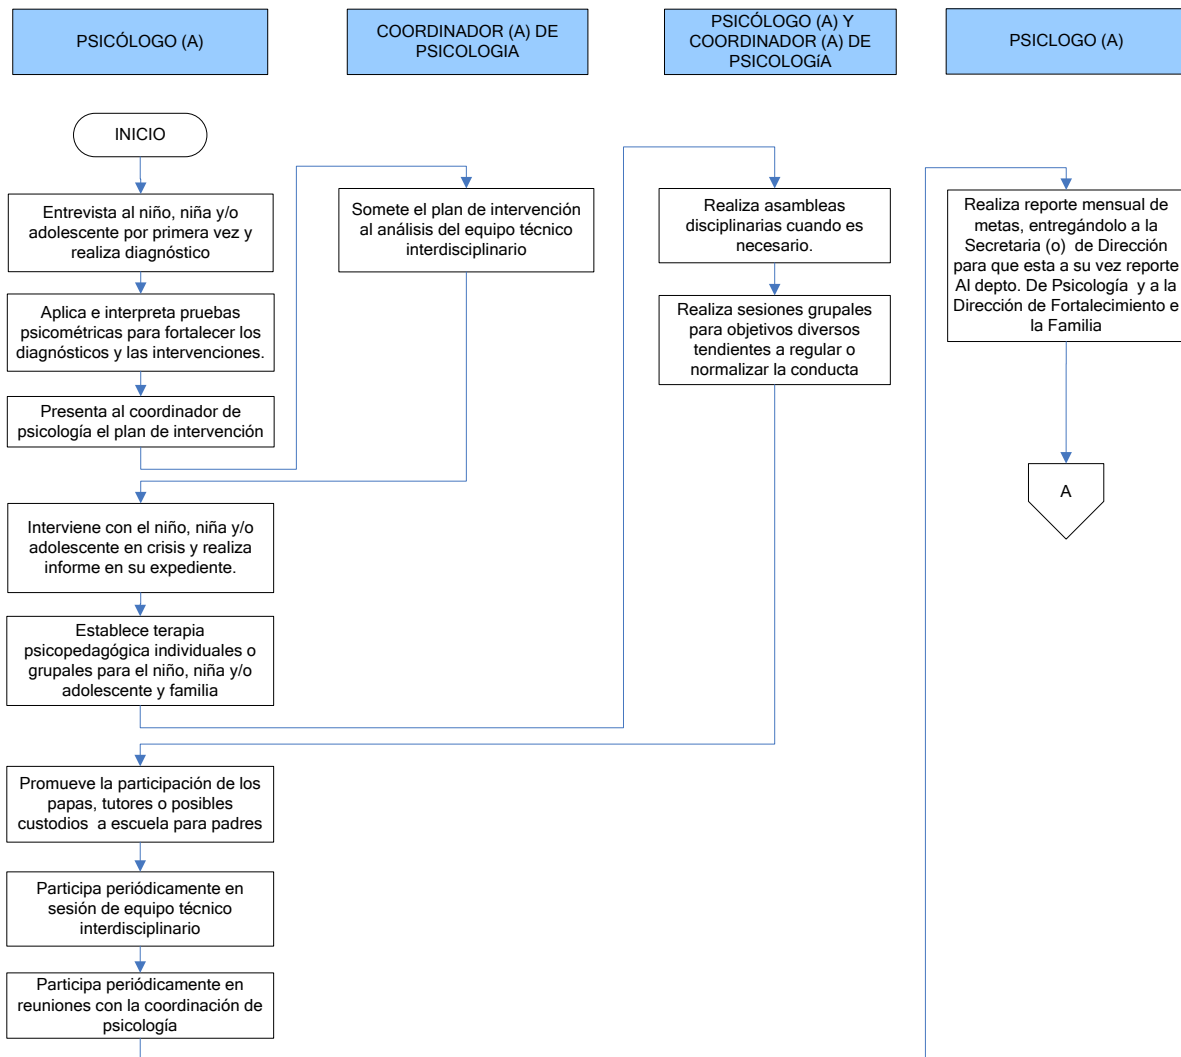 PSICÓLOGO (A)
COORDINADOR (A) DE
PSICOLOGIA
PSICÓLOGO (A) Y
COORDINADOR (A) DE
PSICOLOGíA
PSICLOGO (A)
INICIO
Entrevista al niño, niña y/o
adolescente por primera vez y
realiza diagnóstico
Aplica e interpreta pruebas
psicométricas para fortalecer los
diagnósticos y las intervenciones.
Presenta al coordinador de
psicología el plan de intervención
Interviene con el niño, niña y/o
adolescente en crisis y realiza
informe en su expediente.
Establece terapia
psicopedagógica individuales o
grupales para el niño, niña y/o
adolescente y familia
Promueve la participación de los
papas, tutores o posibles
custodios a escuela para padres
Participa periódicamente en
sesión de equipo técnico
interdisciplinario
Participa periódicamente en
reuniones con la coordinación de
psicología
Somete el plan de intervención
al análisis del equipo técnico
interdisciplinario
Realiza asambleas
disciplinarias cuando es
necesario.
Realiza sesiones grupales
para objetivos diversos
tendientes a regular o
normalizar la conducta
Realiza reporte mensual de
metas, entregándolo a la
Secretaria (o) de Dirección
para que esta a su vez reporte
Al depto. De Psicología y a la
Dirección de Fortalecimiento e
la Familia
A